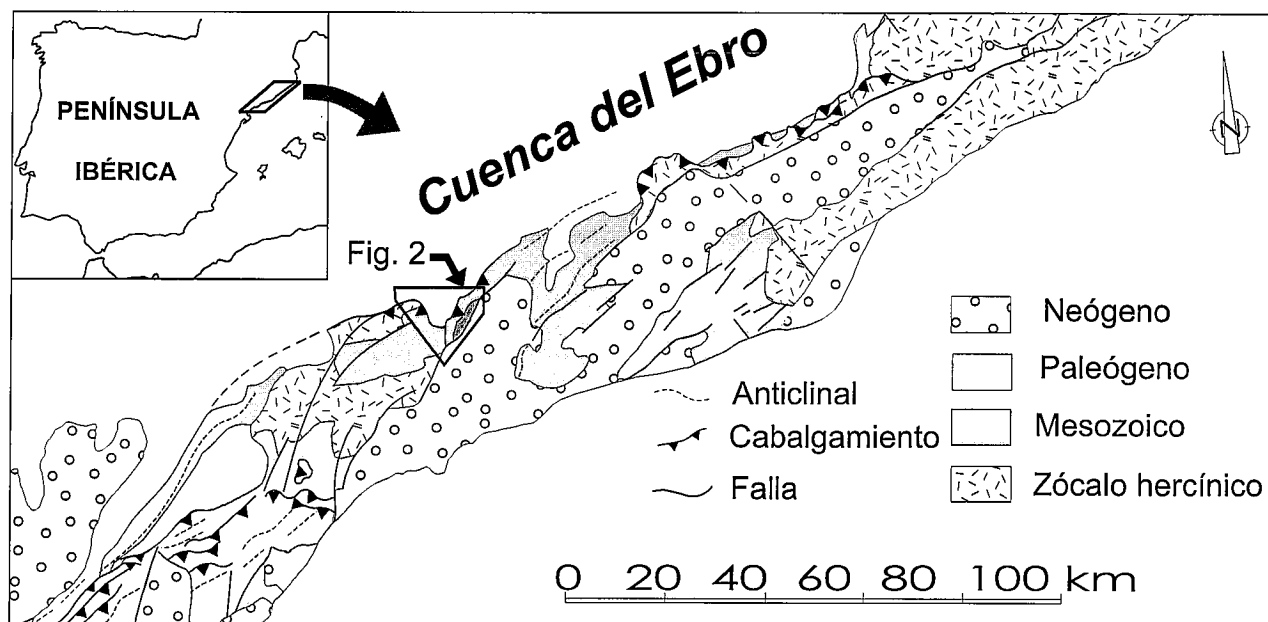 PENÍNSULA
IBÉRICA
Cuenca del Ebro
Fig. 2
N
Neógeno
Paleógeno
Mesozoico
Zócalo hercínico
Anticlinal
Cabalgamiento
Falla
0 20 40 60 80 100 km